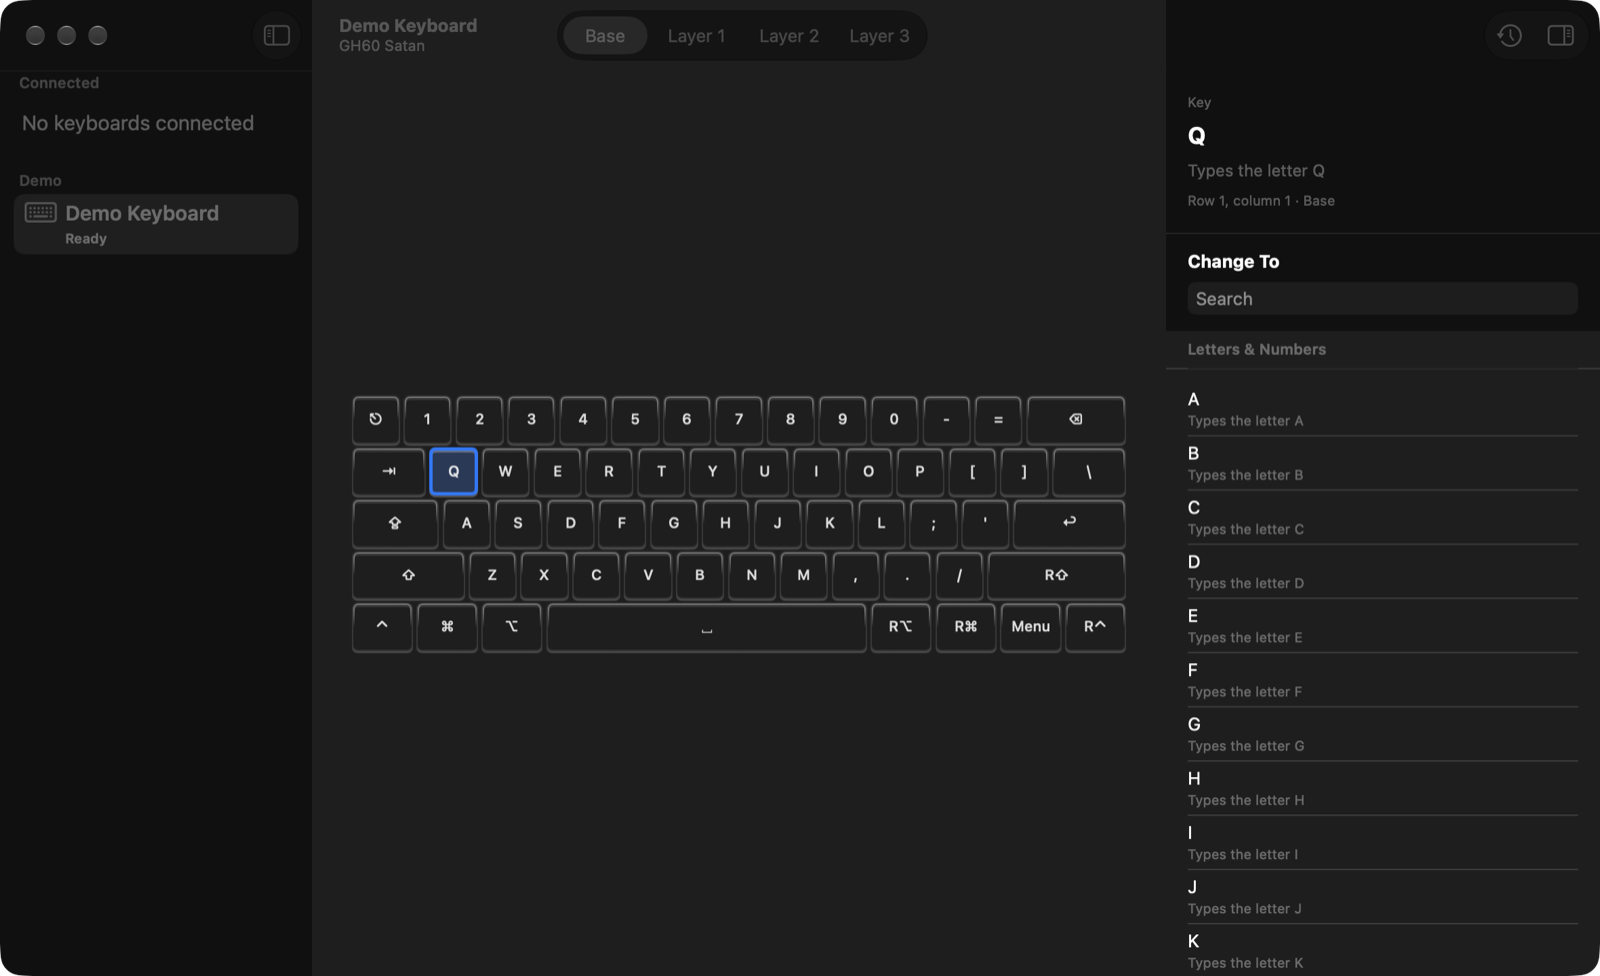 Demo Keyboard
GH60 Satan
Base Layer 1 Layer 2 Layer 3
Connected
No keyboards connected
Demo
Demo Keyboard
Ready
1 2 3 4 5 6 7 8 9 0 - = ⌫
⇥ Q W E R T Y U I O P [ ] \
⇪ A S D F G H J K L ; ' ↩
⇧ Z X C V B N M , . / R⇧
^ ⌘ ⌥ ⎵ R⌥ R⌘ Menu R^
Key
Q
Types the letter Q
Row 1, column 1 · Base
Change To
Search
Letters & Numbers
A
Types the letter A
B
Types the letter B
C
Types the letter C
D
Types the letter D
E
Types the letter E
F
Types the letter F
G
Types the letter G
H
Types the letter H
I
Types the letter I
J
Types the letter J
K
Types the letter K